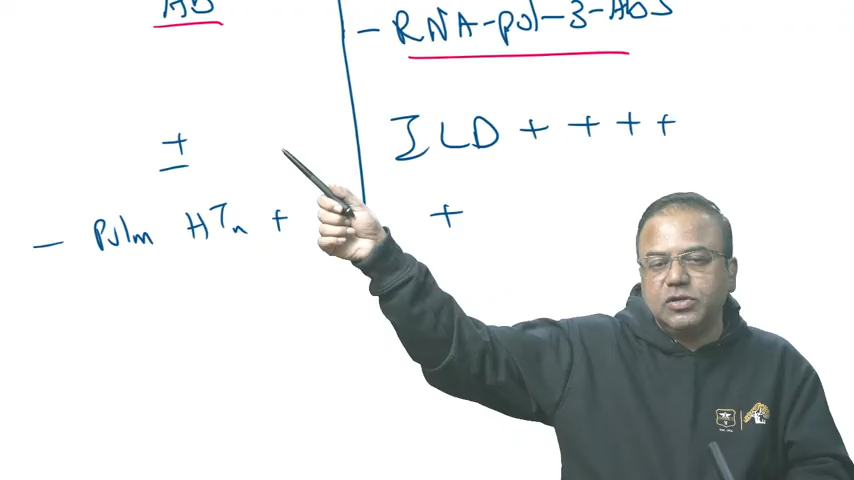 AB
- RNA-pol-3-Abs
+ ILD + + + +
- Pulm HTn + +